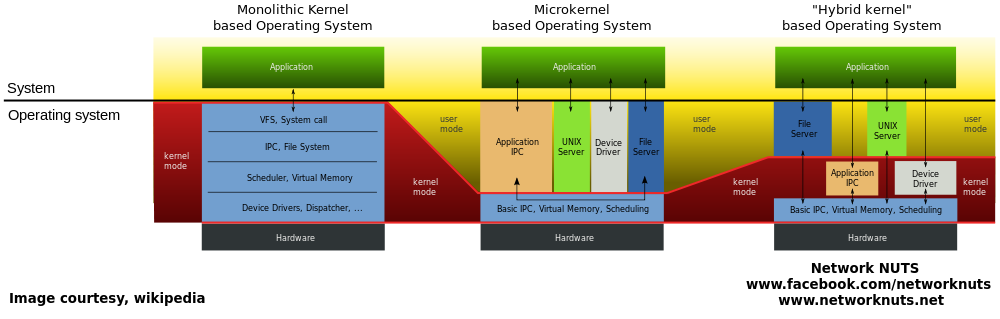 Monolithic Kernel
based Operating System
Microkernel
based Operating System
"Hybrid kernel"
based Operating System
Application
Application
Application
System
Operating system
VFS, System call
IPC, File System
Scheduler, Virtual Memory
Device Drivers, Dispatcher, ...
Hardware
kernel
mode
user
mode
kernel
mode
Application
IPC
UNIX
Server
Device
Driver
File
Server
Basic IPC, Virtual Memory, Scheduling
Hardware
user
mode
kernel
mode
File
Server
UNIX
Server
Application
IPC
Device
Driver
Basic IPC, Virtual Memory, Scheduling
Hardware
user
mode
kernel
mode
Image courtesy, wikipedia
Network NUTS
www.facebook.com/networknuts
www.networknuts.net